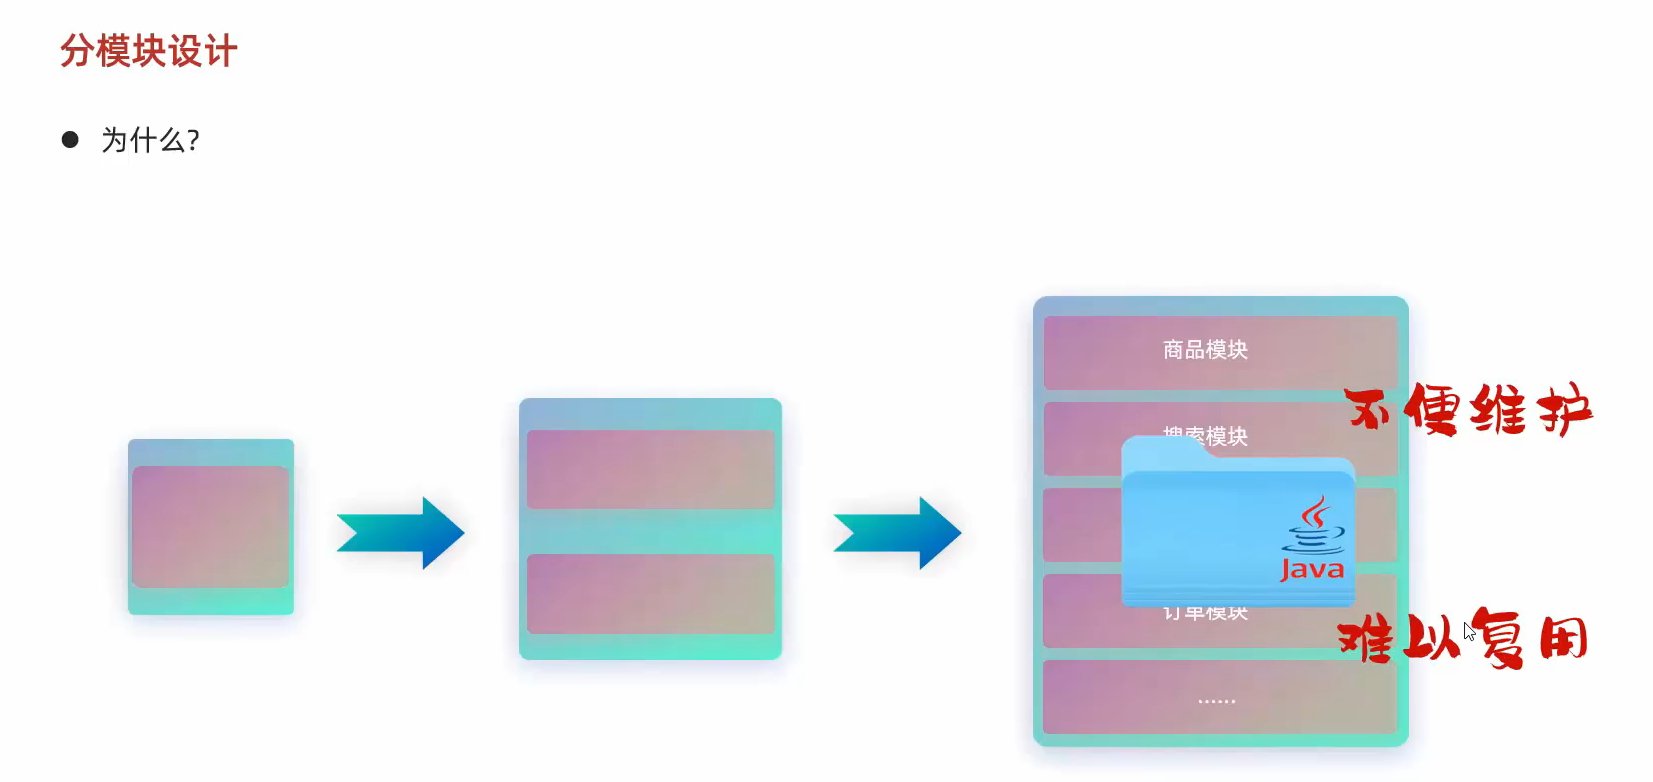 分模块设计
● 为什么?
商品模块
搜索模块
不便维护
Java
订单模块
难以复用
......